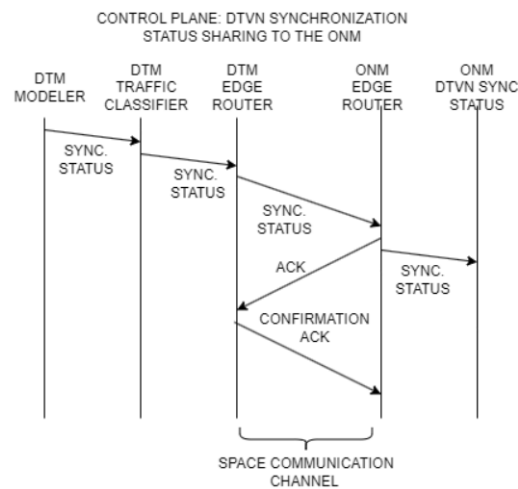 CONTROL PLANE: DTVN SYNCHRONIZATION
STATUS SHARING TO THE ONM
DTM
MODELER
DTM
TRAFFIC
CLASSIFIER
DTM
EDGE
ROUTER
ONM
EDGE
ROUTER
ONM
DTVN SYNC
STATUS
SYNC.
STATUS
SYNC.
STATUS
SYNC.
STATUS
ACK
SYNC.
STATUS
CONFIRMATION
ACK
SPACE COMMUNICATION
CHANNEL